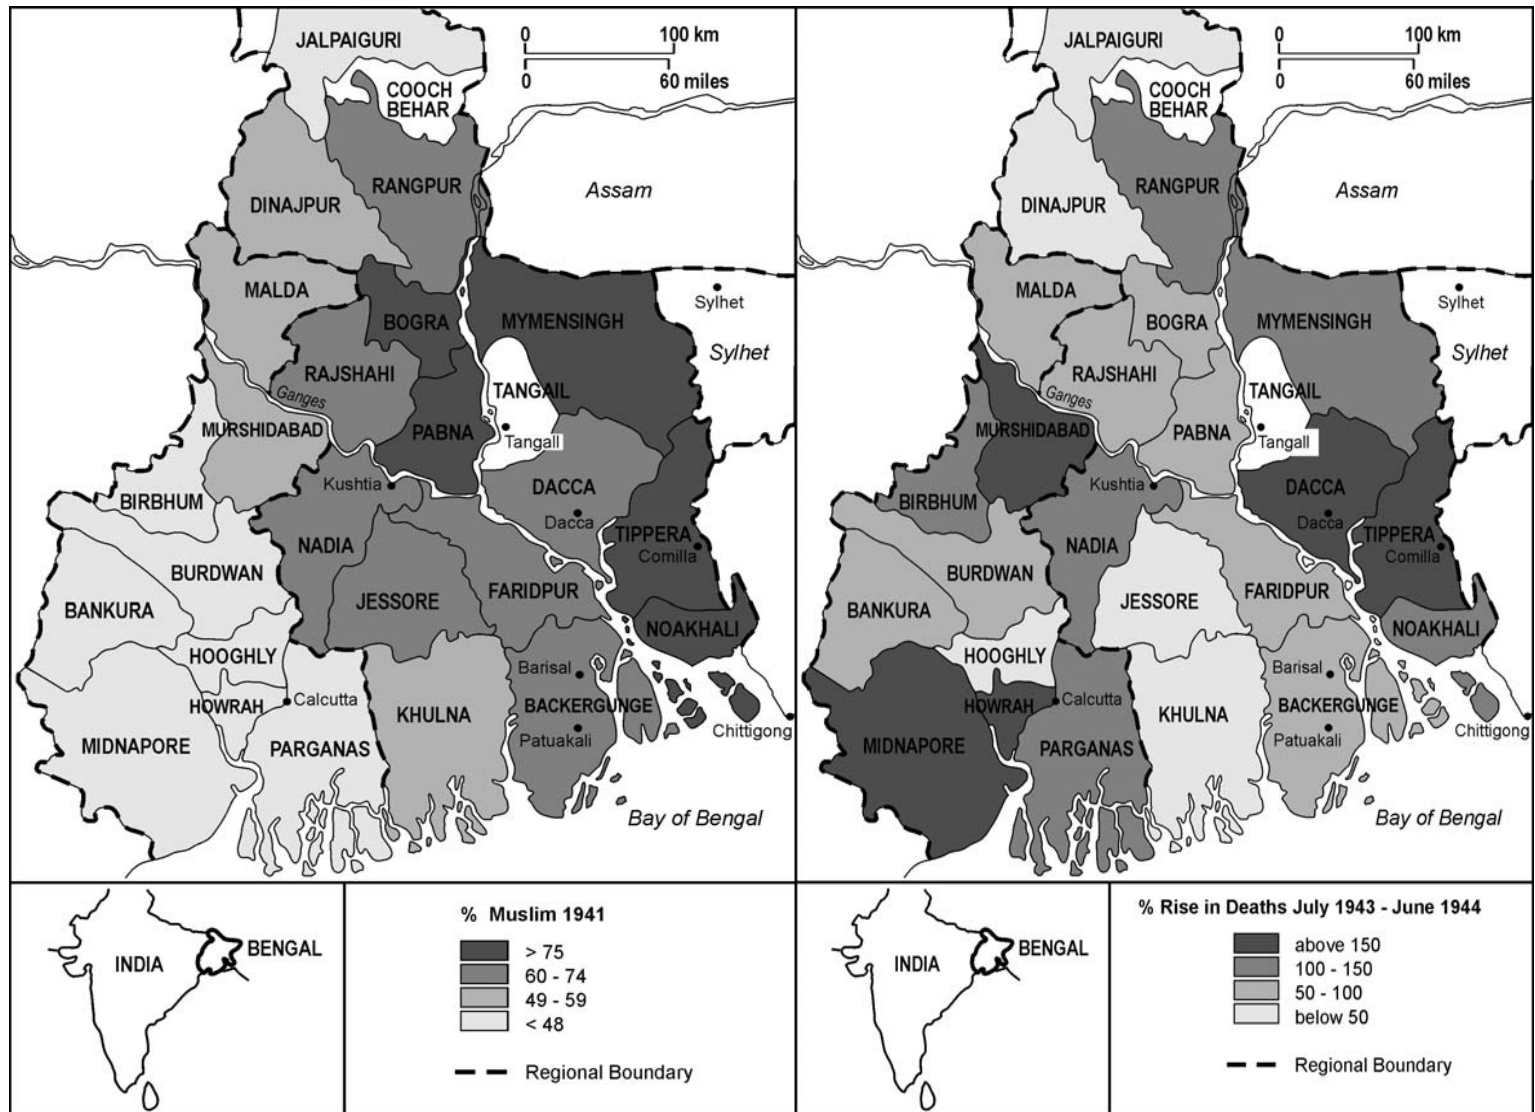 JALPAIGURI
0 100 km
0 60 miles
COOCH
BEHAR
RANGPUR
Assam
DINAJPUR
MALDA
Sylhet
BOGRA
MYMENSINGH
Sylhet
RAJSHAHI
Ganges
TANGAIL
MURSHIDABAD
PABNA
Tangall
Kushtia
DACCA
BIRBHUM
Dacca
TIPPERA
NADIA
Comilla
BURDWAN
FARIDPUR
BANKURA
JESSORE
NOAKHALI
HOOGHLY
Barisal
Calcutta
HOWRAH
BACKERGUNGE
KHULNA
Chittigong
MIDNAPORE
PARGANAS
Patuakali
Bay of Bengal
INDIA
BENGAL
% Muslim 1941
> 75
60 - 74
49 - 59
< 48
Regional Boundary
JALPAIGURI
0 100 km
0 60 miles
COOCH
BEHAR
RANGPUR
Assam
DINAJPUR
MALDA
Sylhet
BOGRA
MYMENSINGH
Sylhet
RAJSHAHI
Ganges
TANGAIL
MURSHIDABAD
PABNA
Tangall
Kushtia
DACCA
BIRBHUM
Dacca
TIPPERA
NADIA
Comilla
BURDWAN
FARIDPUR
BANKURA
JESSORE
NOAKHALI
HOOGHLY
Barisal
Calcutta
HOWRAH
BACKERGUNGE
KHULNA
Chittigong
MIDNAPORE
PARGANAS
Patuakali
Bay of Bengal
INDIA
BENGAL
% Rise in Deaths July 1943 - June 1944
above 150
100 - 150
50 - 100
below 50
Regional Boundary